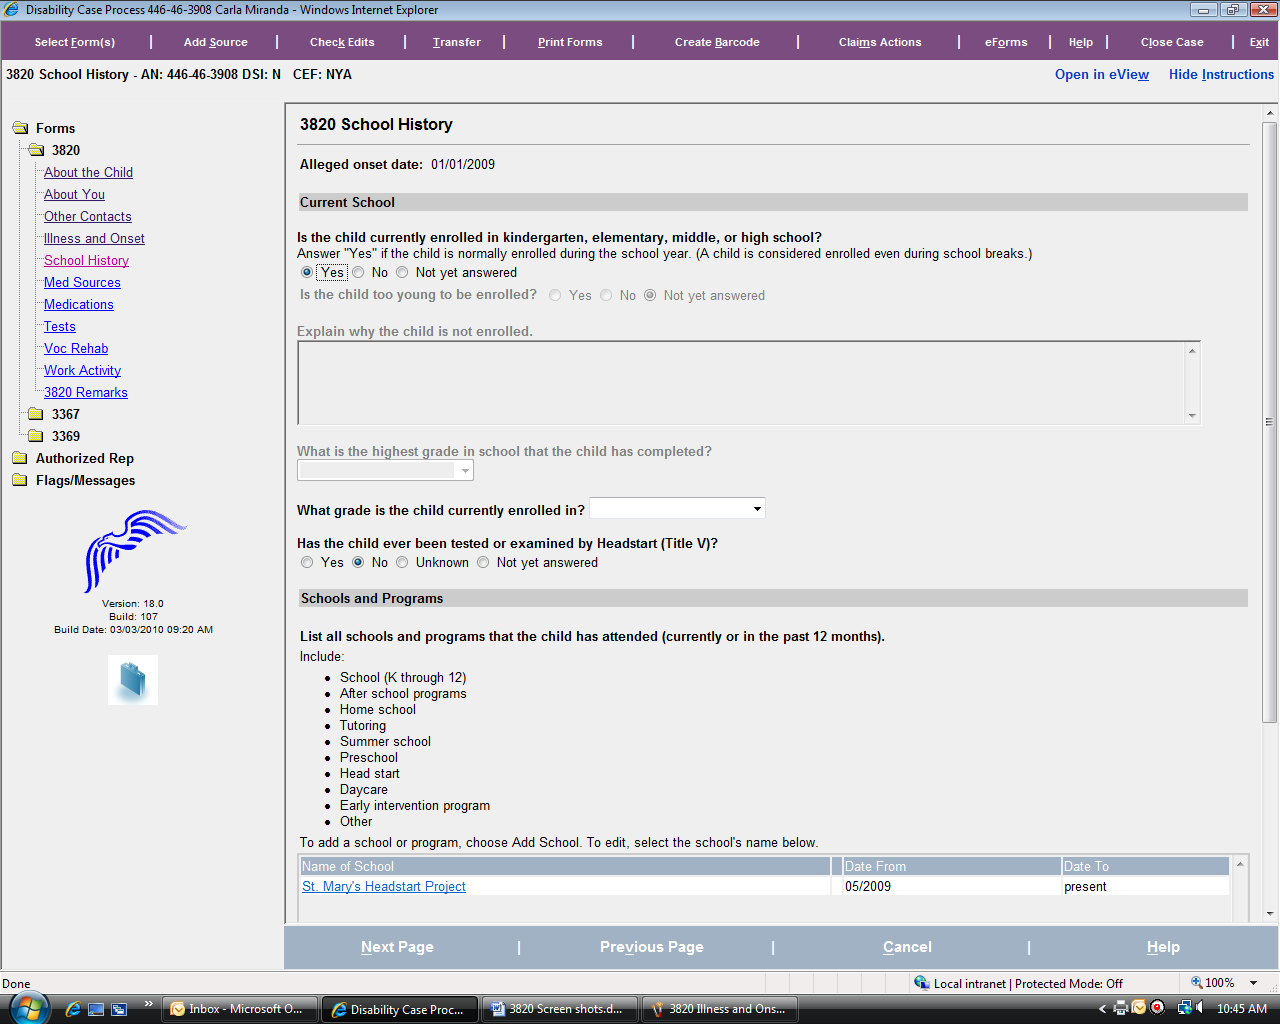 Disability Case Process 446-46-3908 Carla Miranda - Windows Internet Explorer
Select Form(s) | Add Source | Check Edits | Transfer | Print Forms | Create Barcode | Claims Actions | eForms | Help | Close Case | Exit
3820 School History - AN: 446-46-3908 DSI: N CEF: NYA Open in eView Hide Instructions
Forms
3820
About the Child
About You
Other Contacts
Illness and Onset
School History
Med Sources
Medications
Tests
Voc Rehab
Work Activity
3820 Remarks
3367
3369
Authorized Rep
Flags/Messages
Version: 18.0
Build: 107
Build Date: 03/03/2010 09:20 AM
3820 School History
Alleged onset date: 01/01/2009
Current School
Is the child currently enrolled in kindergarten, elementary, middle, or high school?
Answer "Yes" if the child is normally enrolled during the school year. (A child is considered enrolled even during school breaks.)
Yes No Not yet answered
Is the child too young to be enrolled? Yes No Not yet answered
Explain why the child is not enrolled.
What is the highest grade in school that the child has completed?
What grade is the child currently enrolled in?
Has the child ever been tested or examined by Headstart (Title V)?
Yes No Unknown Not yet answered
Schools and Programs
List all schools and programs that the child has attended (currently or in the past 12 months).
Include:
• School (K through 12)
• After school programs
• Home school
• Tutoring
• Summer school
• Preschool
• Head start
• Daycare
• Early intervention program
• Other
To add a school or program, choose Add School. To edit, select the school's name below.
Name of School Date From Date To
St. Mary's Headstart Project 05/2009 present
Next Page | Previous Page | Cancel | Help
Done Local intranet | Protected Mode: Off 100%
» Inbox - Microsoft O... Disability Case Proc... 3820 Screen shots.d... 3820 Illness and Ons... < 10:45 AM